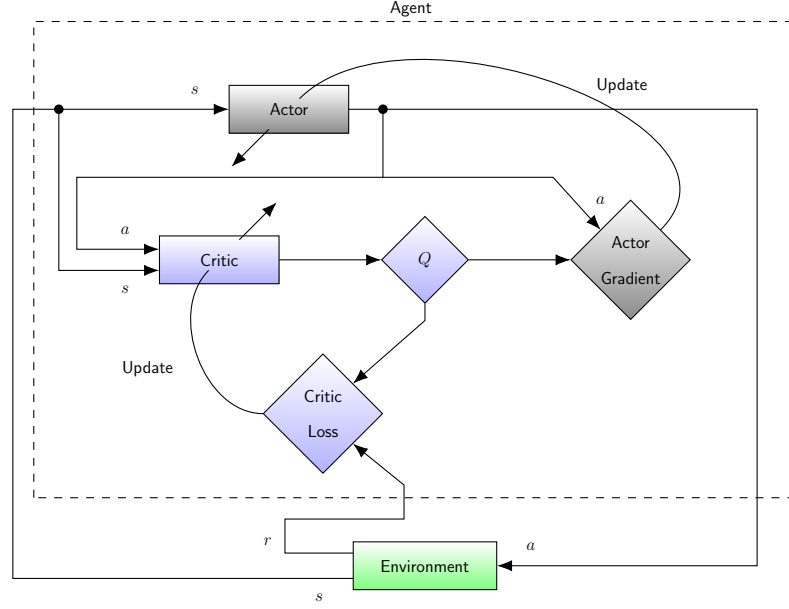 Agent
Update
s
Actor
a
a
Critic
Q
Actor
Gradient
s
Update
Critic
Loss
r
a
Environment
s